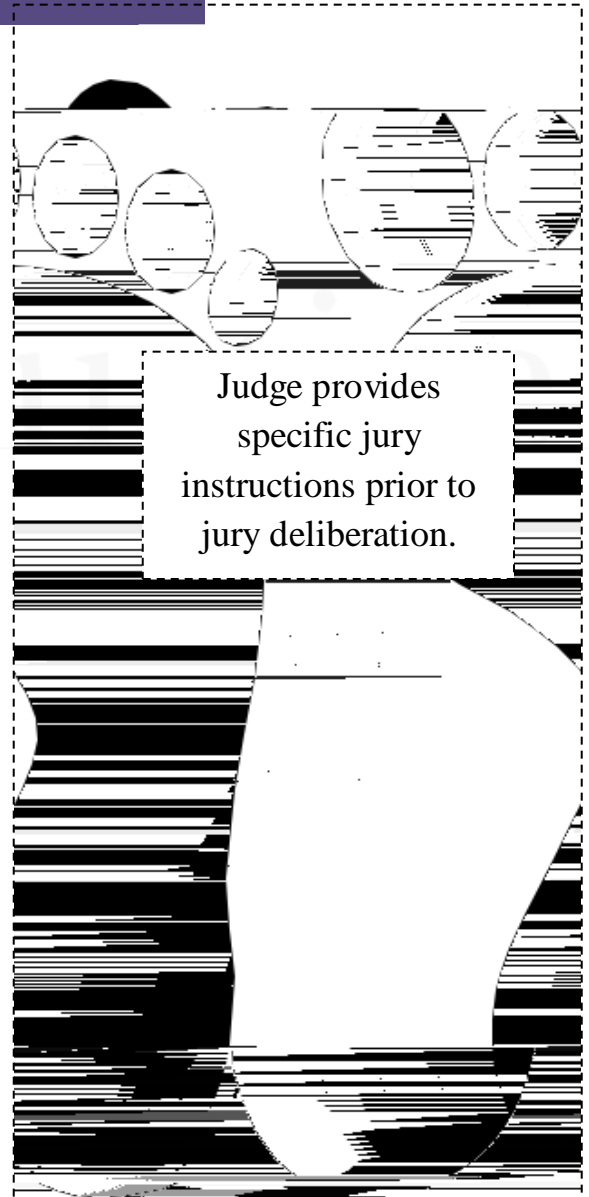 Judge provides
specific jury
instructions prior to
jury deliberation.